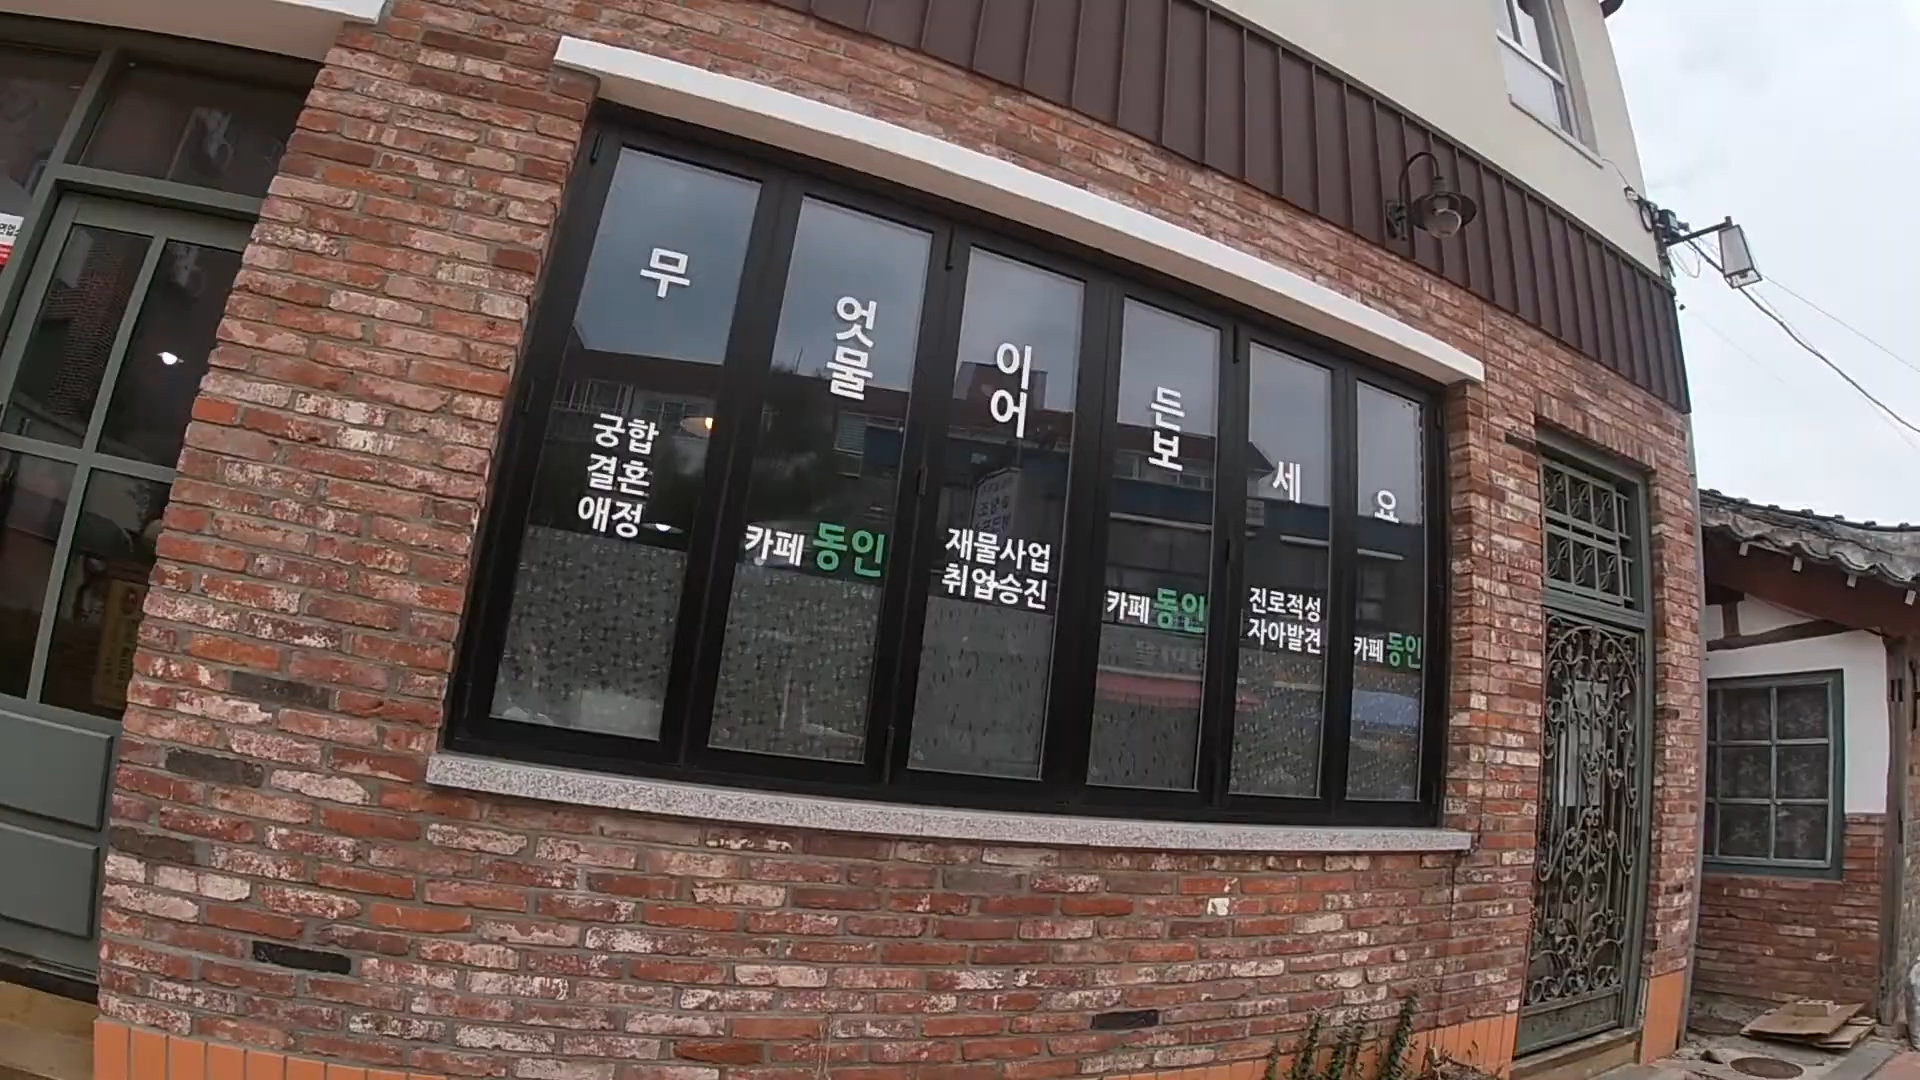 무엇이든
물어보세요
궁합
결혼
애정
카페 동인
재물사업
취업승진
카페 동인
진로적성
자아발견
카페 동인